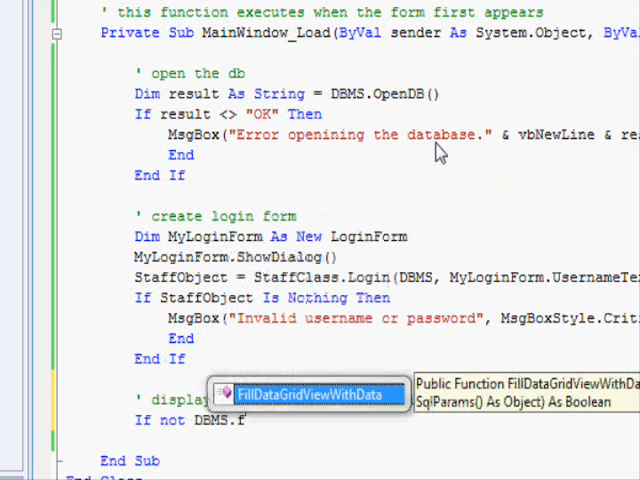 ' this function executes when the form first appears
Private Sub MainWindow_Load(ByVal sender As System.Object, ByVa
' open the db
Dim result As String = DBMS.OpenDB()
If result <> "OK" Then
MsgBox("Error openining the database." & vbNewLine & re
End
End If
' create login form
Dim MyLoginForm As New LoginForm
MyLoginForm.ShowDialog()
StaffObject = StaffClass.Login(DBMS, MyLoginForm.UsernameTe
If StaffObject Is Nothing Then
MsgBox("Invalid username or password", MsgBoxStyle.Crit
End
End If
' display
If not DBMS.f
FillDataGridViewWithData
Public Function FillDataGridViewWithDa
SqlParams() As Object) As Boolean
End Sub
End Class